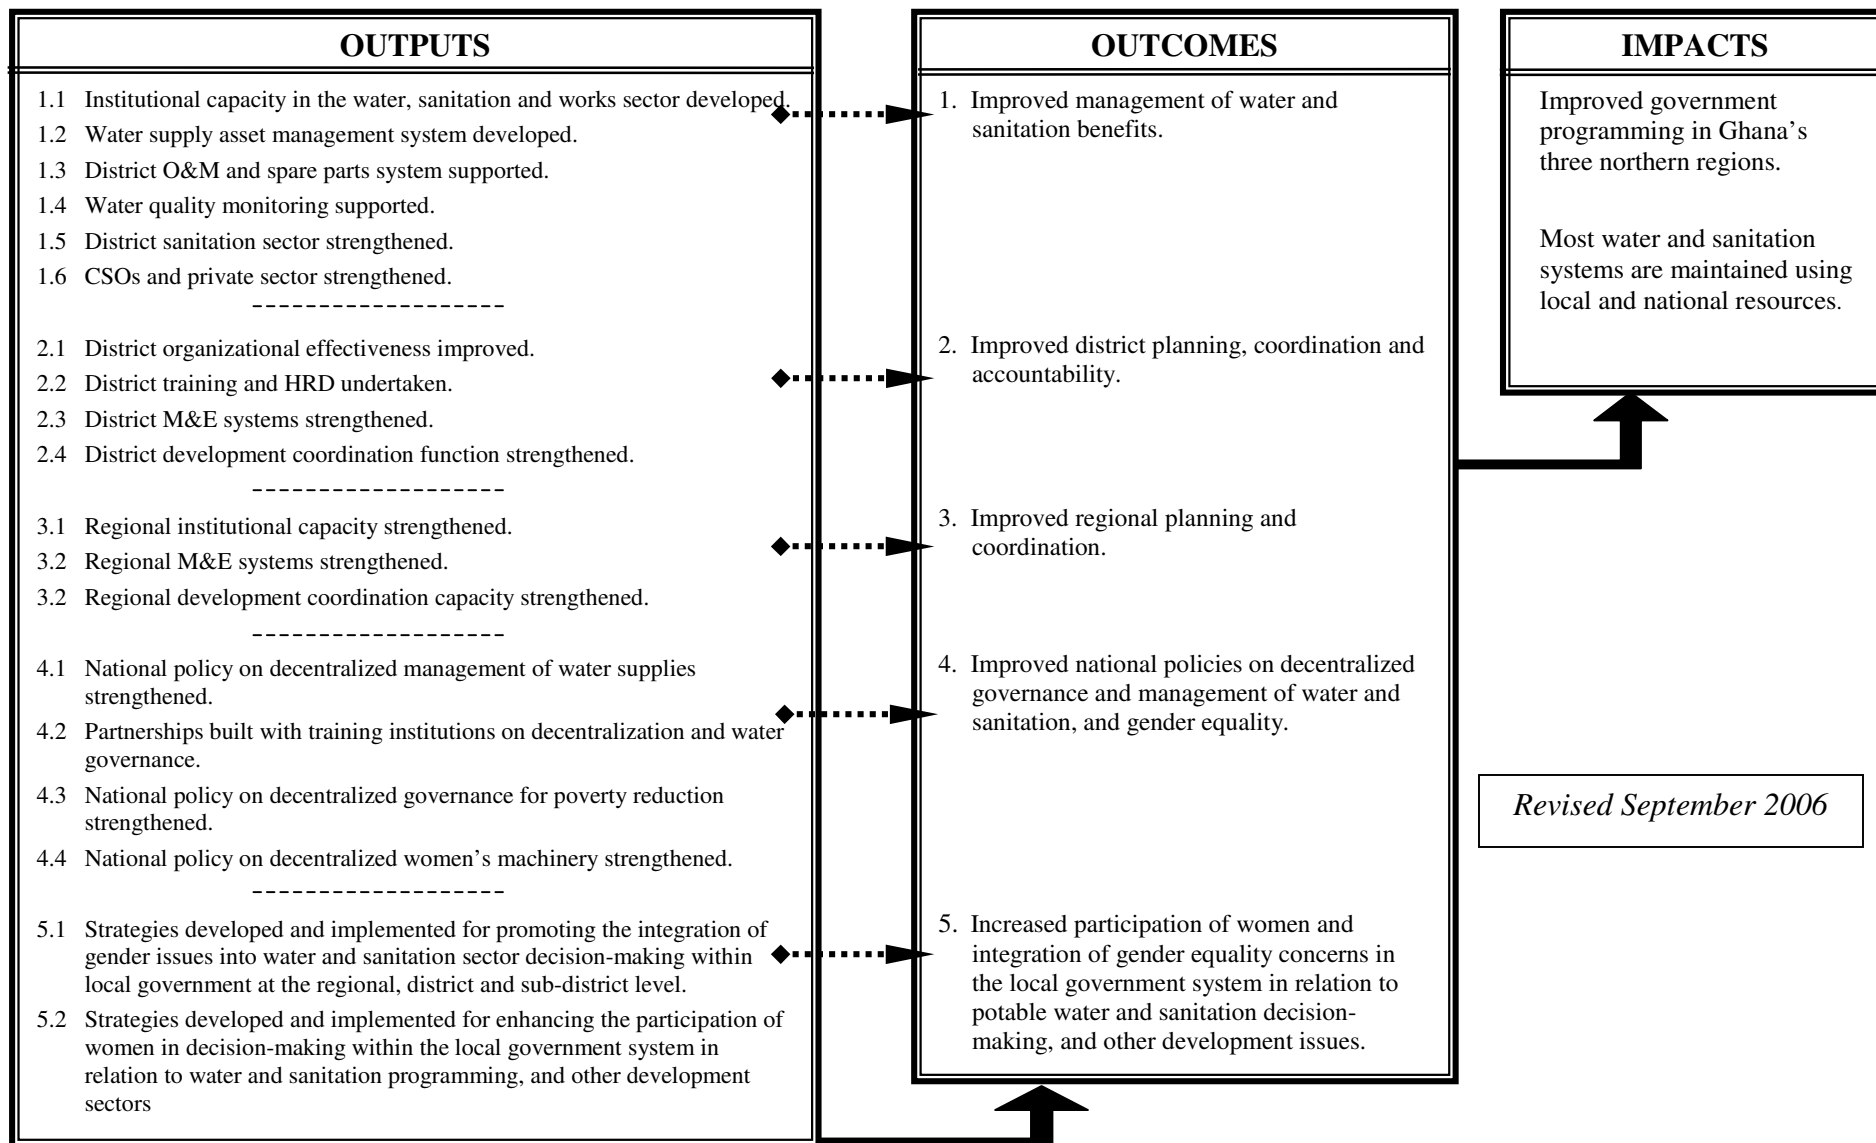 OUTPUTS
1.1 Institutional capacity in the water, sanitation and works sector developed.
1.2 Water supply asset management system developed.
1.3 District O&M and spare parts system supported.
1.4 Water quality monitoring supported.
1.5 District sanitation sector strengthened.
1.6 CSOs and private sector strengthened.
-------------------
2.1 District organizational effectiveness improved.
2.2 District training and HRD undertaken.
2.3 District M&E systems strengthened.
2.4 District development coordination function strengthened.
-------------------
3.1 Regional institutional capacity strengthened.
3.2 Regional M&E systems strengthened.
3.2 Regional development coordination capacity strengthened.
-------------------
4.1 National policy on decentralized management of water supplies
strengthened.
4.2 Partnerships built with training institutions on decentralization and water
governance.
4.3 National policy on decentralized governance for poverty reduction
strengthened.
4.4 National policy on decentralized women’s machinery strengthened.
-------------------
5.1 Strategies developed and implemented for promoting the integration of
gender issues into water and sanitation sector decision-making within
local government at the regional, district and sub-district level.
5.2 Strategies developed and implemented for enhancing the participation of
women in decision-making within the local government system in
relation to water and sanitation programming, and other development
sectors
OUTCOMES
1. Improved management of water and
sanitation benefits.
2. Improved district planning, coordination and
accountability.
3. Improved regional planning and
coordination.
4. Improved national policies on decentralized
governance and management of water and
sanitation, and gender equality.
5. Increased participation of women and
integration of gender equality concerns in
the local government system in relation to
potable water and sanitation decision-
making, and other development issues.
IMPACTS
Improved government
programming in Ghana’s
three northern regions.
Most water and sanitation
systems are maintained using
local and national resources.
Revised September 2006